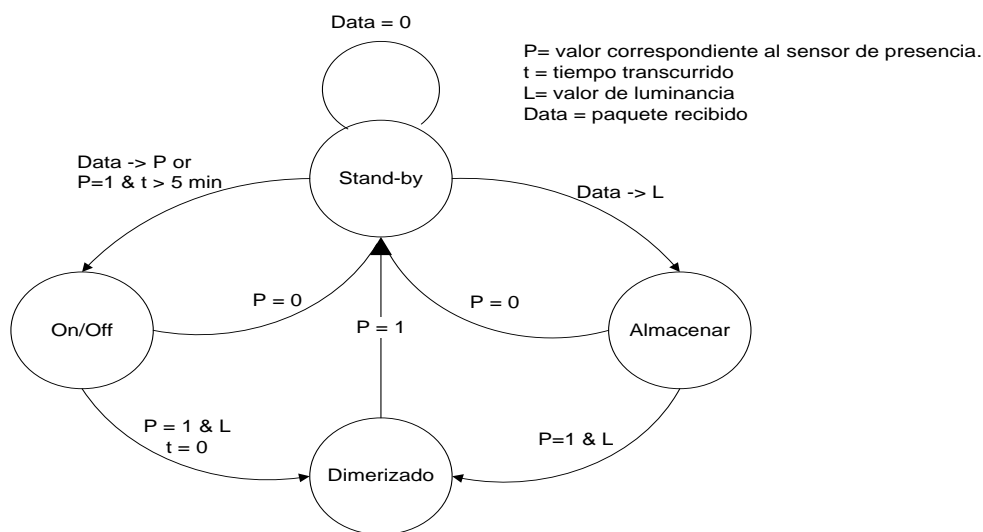 Data = 0
P= valor correspondiente al sensor de presencia.
t = tiempo transcurrido
L= valor de luminancia
Data = paquete recibido
Data -> P or
P=1 & t > 5 min
Stand-by
Data -> L
P = 0
P = 0
On/Off
P = 1
Almacenar
P = 1 & L
t = 0
P=1 & L
Dimerizado